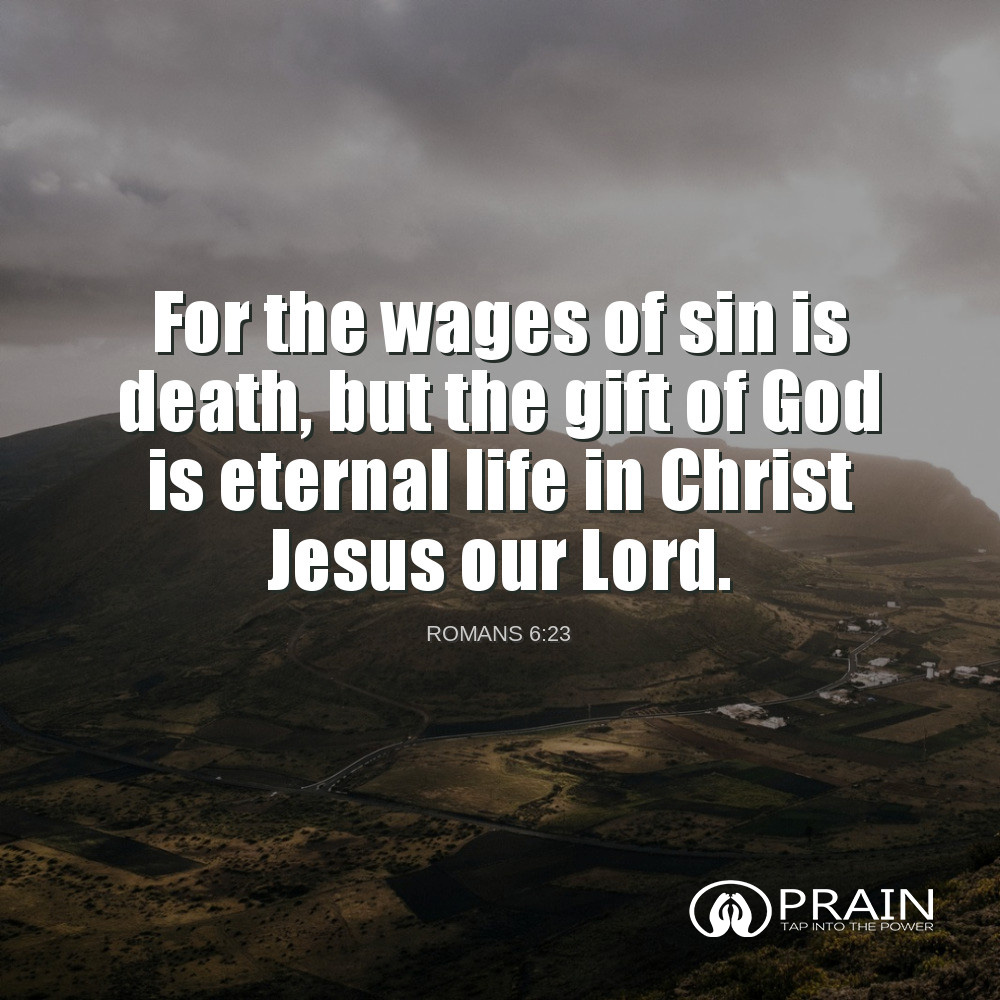 For the wages of sin is
death, but the gift of God
is eternal life in Christ
Jesus our Lord.
ROMANS 6:23
PRAIN
TAP INTO THE POWER